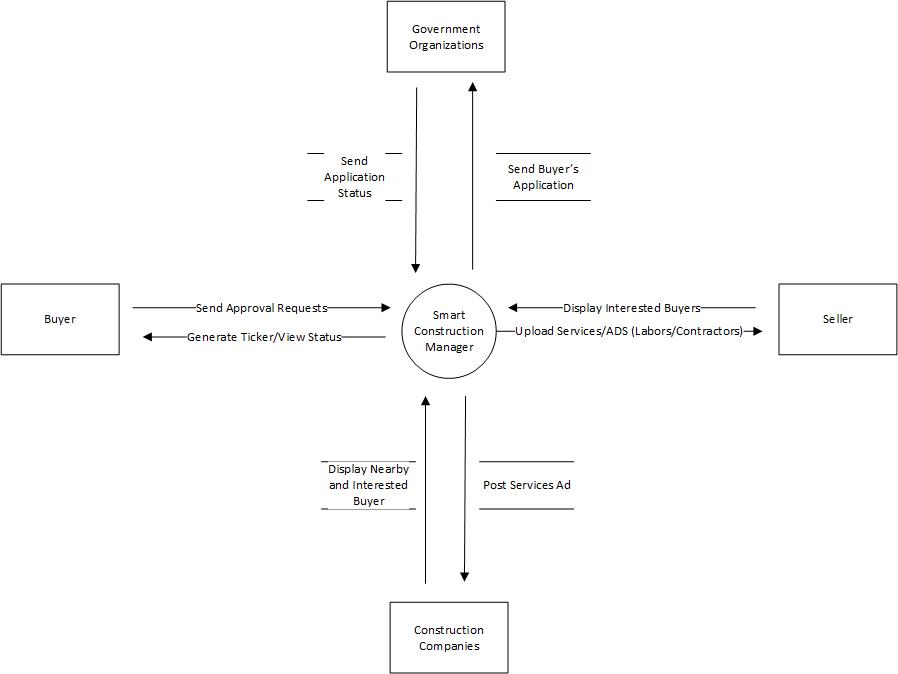 Government
Organizations
Send
Application
Status
Send Buyer's
Application
Buyer
Send Approval Requests
Generate Ticker/View Status
Smart
Construction
Manager
Display Interested Buyers
Upload Services/ADS (Labors/Contractors)
Seller
Display Nearby
and Interested
Buyer
Post Services Ad
Construction
Companies